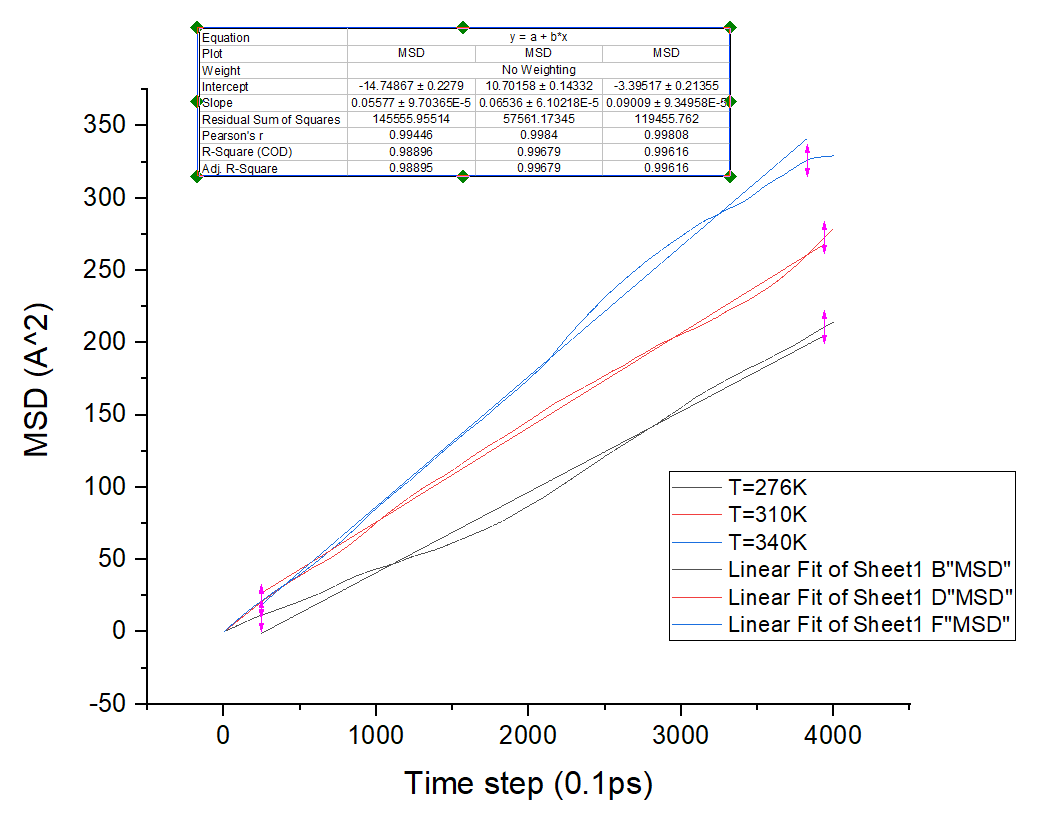 Equation y = a + b*x
Plot MSD MSD MSD
Weight No Weighting
Intercept -14.74867 ± 0.2279 10.70158 ± 0.14332 -3.39517 ± 0.21355
Slope 0.05577 ± 9.70365E-5 0.06536 ± 6.10218E-5 0.09009 ± 9.34958E-5
Residual Sum of Squares 145555.95514 57561.17345 119455.762
Pearson's r 0.99446 0.9984 0.99808
R-Square (COD) 0.98896 0.99679 0.99616
Adj. R-Square 0.98895 0.99679 0.99616
350
300
250
200
150
100
50
0
-50
MSD (A^2)
T=276K
T=310K
T=340K
Linear Fit of Sheet1 B"MSD"
Linear Fit of Sheet1 D"MSD"
Linear Fit of Sheet1 F"MSD"
0 1000 2000 3000 4000
Time step (0.1ps)